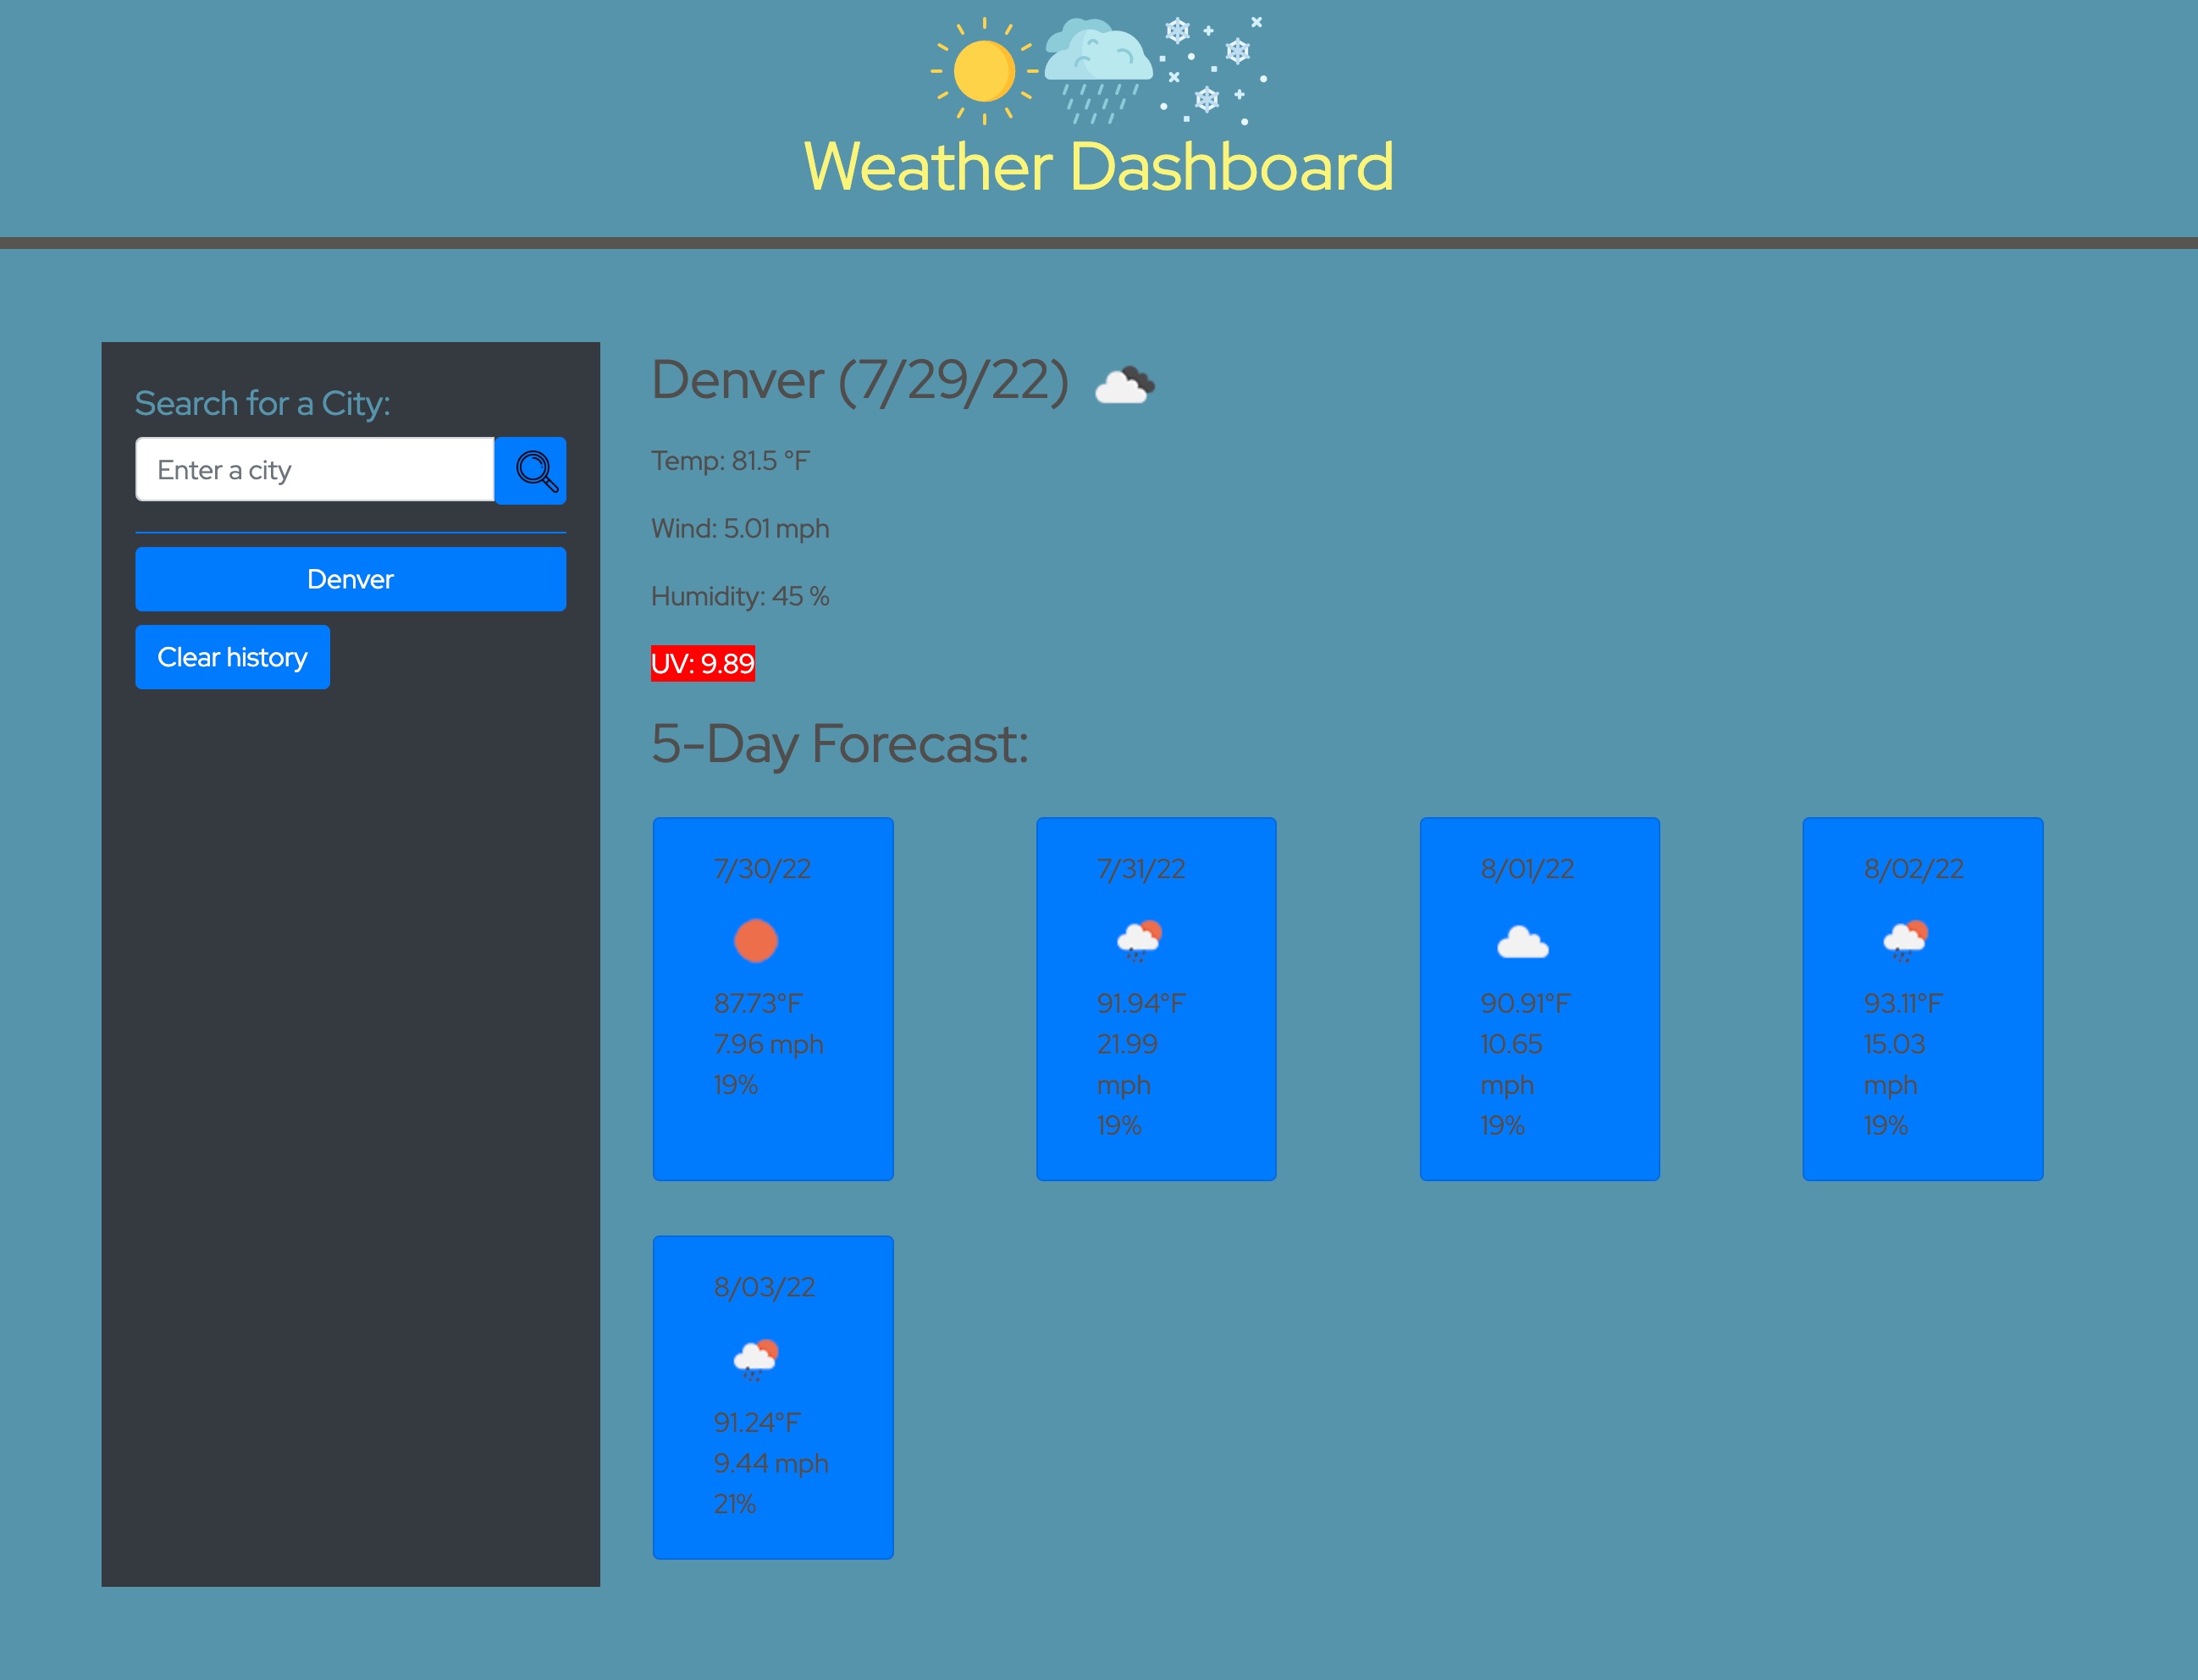 Weather Dashboard
Search for a City:
Enter a city
Denver
Clear history
Denver (7/29/22)
Temp: 81.5 °F
Wind: 5.01 mph
Humidity: 45 %
UV: 9.89
5-Day Forecast:
7/30/22
87.73°F
7.96 mph
19%
7/31/22
91.94°F
21.99
mph
19%
8/01/22
90.91°F
10.65
mph
19%
8/02/22
93.11°F
15.03
mph
19%
8/03/22
91.24°F
9.44 mph
21%